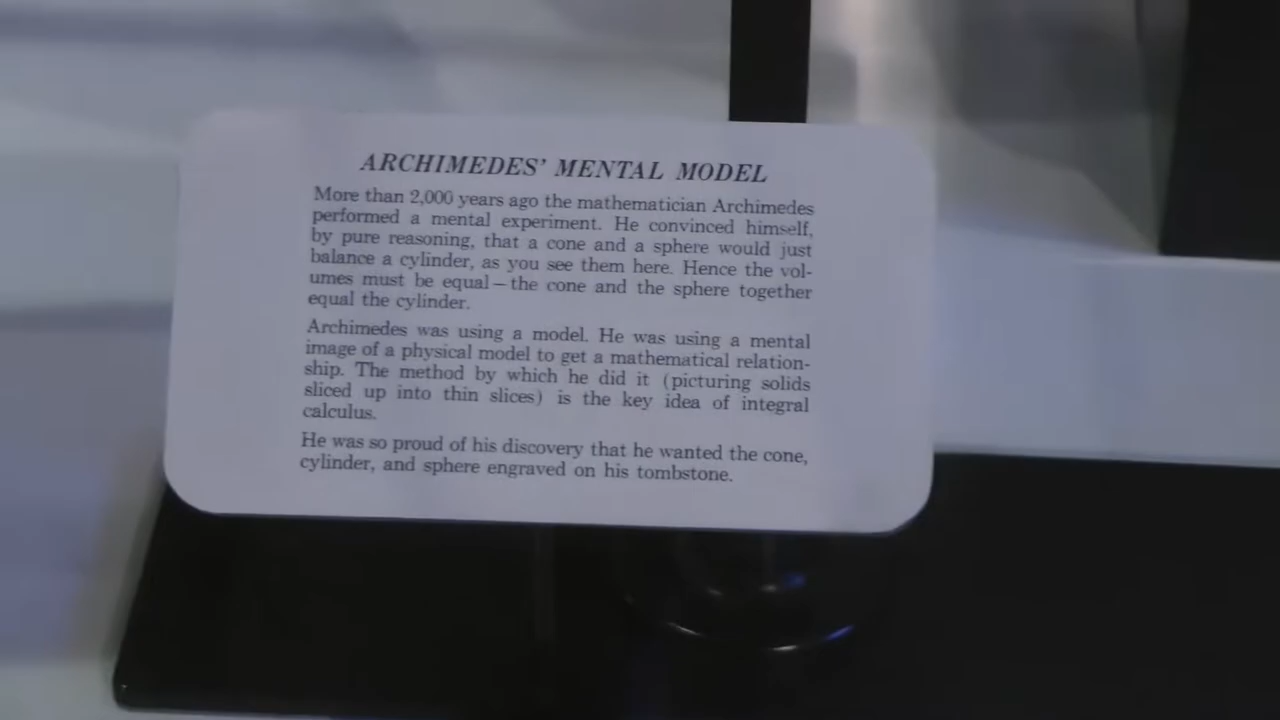 ARCHIMEDES' MENTAL MODEL
More than 2,000 years ago the mathematician Archimedes
performed a mental experiment. He convinced himself,
by pure reasoning, that a cone and a sphere would just
balance a cylinder, as you see them here. Hence the vol-
umes must be equal—the cone and the sphere together
equal the cylinder.
Archimedes was using a model. He was using a mental
image of a physical model to get a mathematical relation-
ship. The method by which he did it (picturing solids
sliced up into thin slices) is the key idea of integral
calculus.
He was so proud of his discovery that he wanted the cone,
cylinder, and sphere engraved on his tombstone.